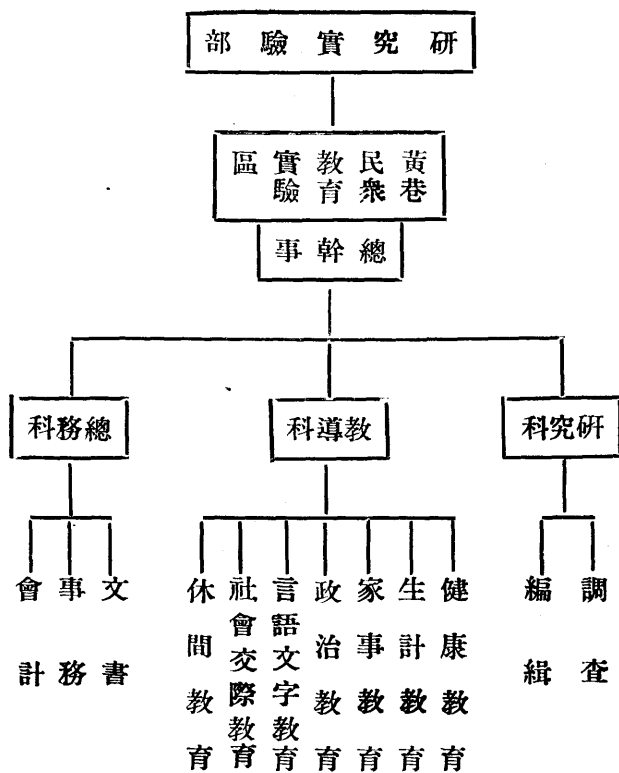 研究實驗部
黃巷民衆教育實驗區
總幹事
研究科
教導科
總務科
調查
編緝
健康教育
生計教育
家事教育
政治教育
言語文字教育
社會交際教育
休閒教育
文書
事務
會計